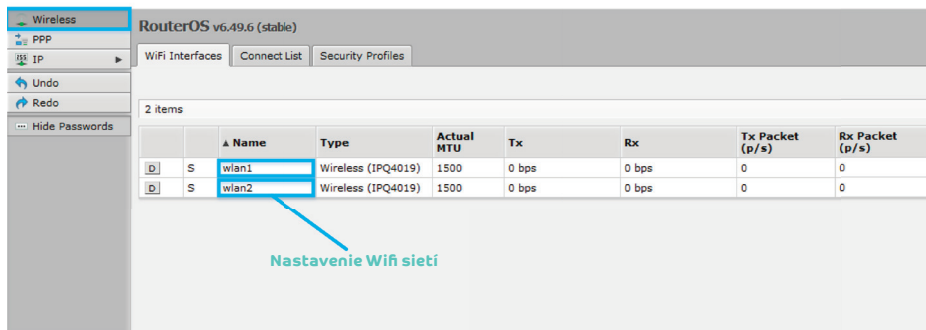 Wireless
PPP
IP
Undo
Redo
Hide Passwords
RouterOS v6.49.6 (stable)
WiFi Interfaces Connect List Security Profiles
2 items
▲ Name Type Actual MTU Tx Rx Tx Packet (p/s) Rx Packet (p/s)
D S wlan1 Wireless (IPQ4019) 1500 0 bps 0 bps 0 0
D S wlan2 Wireless (IPQ4019) 1500 0 bps 0 bps 0 0
Nastavenie Wifi sietí